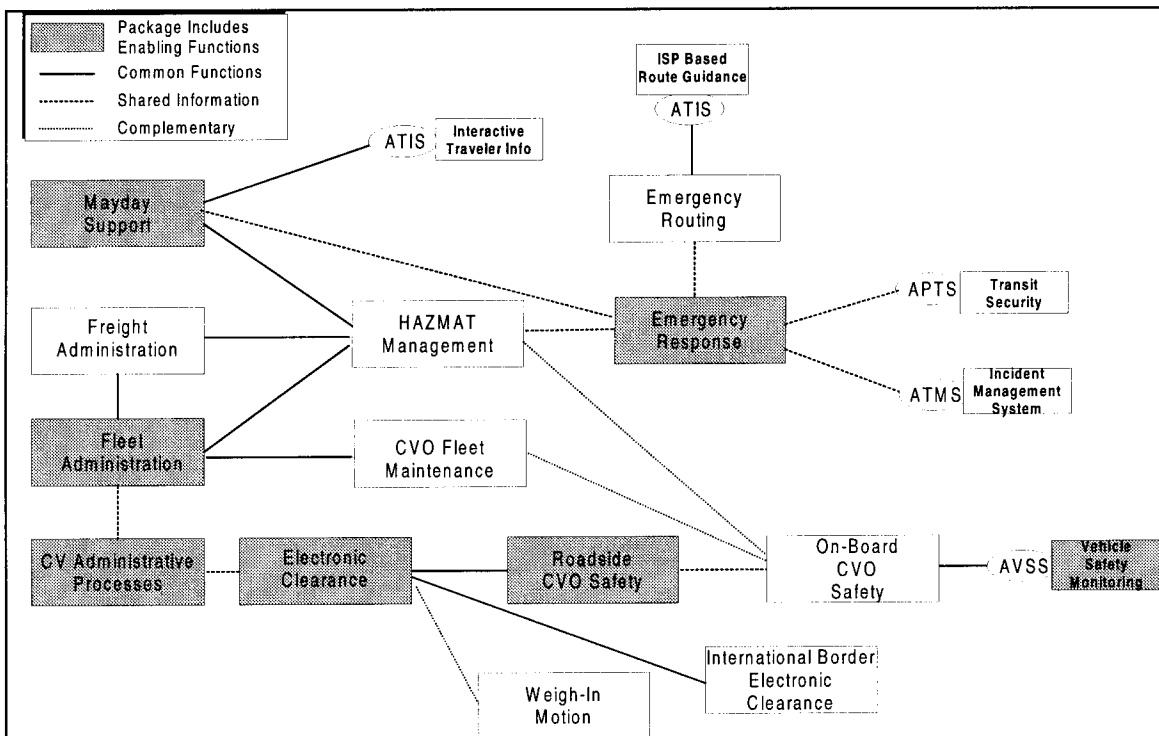 Package Includes
Enabling Functions
Common Functions
Shared Information
Complementary
ISP Based
Route Guidance
ATIS
ATIS
Interactive
Traveler Info
Mayday
Support
Emergency
Routing
APTS
Transit
Security
Freight
Administration
HAZMAT
Management
Emergency
Response
ATMS
Incident
Management
System
Fleet
Administration
CVO Fleet
Maintenance
CV Administrative
Processes
Electronic
Clearance
Roadside
CVO Safety
On-Board
CVO
Safety
AVSS
Vehicle
Safety
Monitoring
International Border
Electronic
Clearance
Weigh-In
Motion